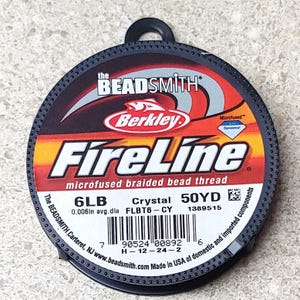 the BEADSMITH®
Berkley®
Microfused™
Dyneema®
FireLine®
microfused braided bead thread
6LB Crystal 50YD
0.006in avg.dia FLBT6-CY 1389515
7 90524 00892 6
H-12-24-2
The BEADSMITH Carteret, NJ www.beadsmith.com Made in USA of domestic and imported components